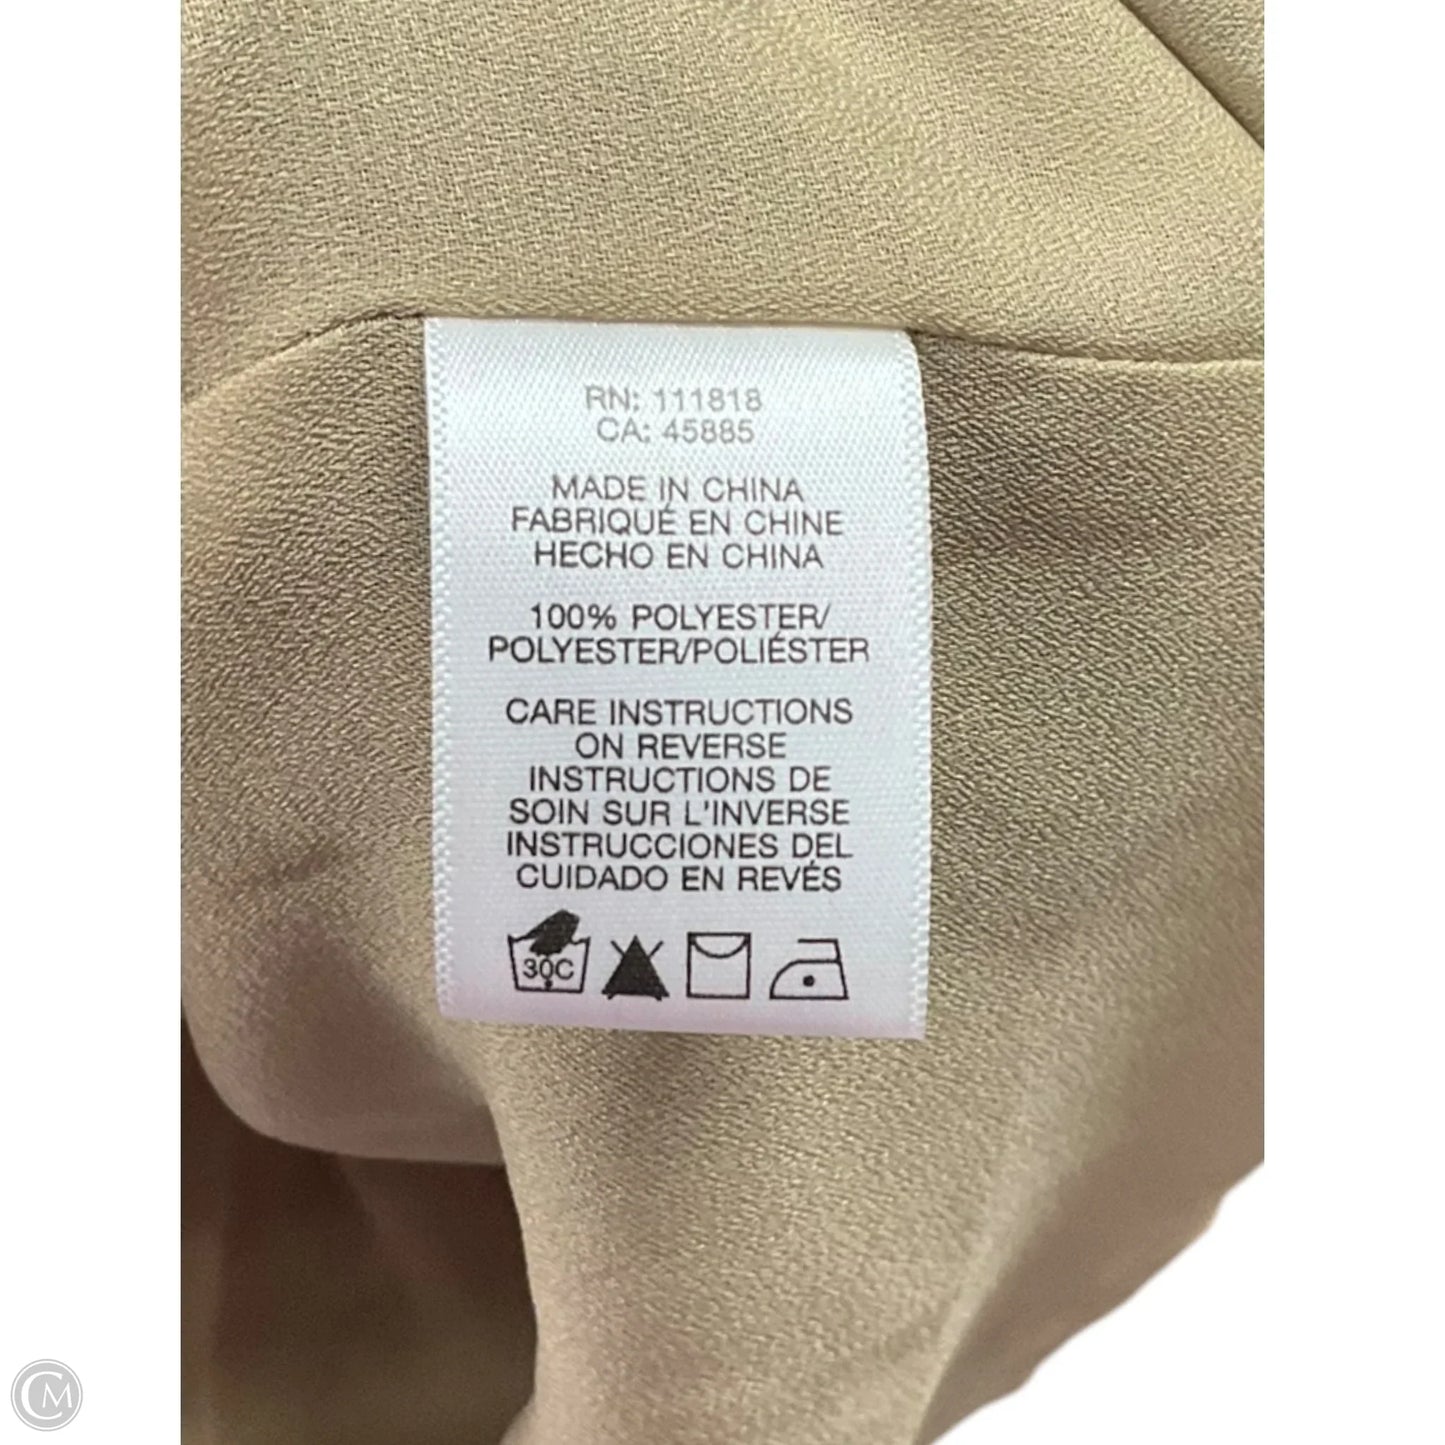 RN: 111818
CA: 45885
MADE IN CHINA
FABRIQUÉ EN CHINE
HECHO EN CHINA
100% POLYESTER/
POLYESTER/POLIÉSTER
CARE INSTRUCTIONS
ON REVERSE
INSTRUCTIONS DE
SOIN SUR L'INVERSE
INSTRUCCIONES DEL
CUIDADO EN REVÉS
30C
CM